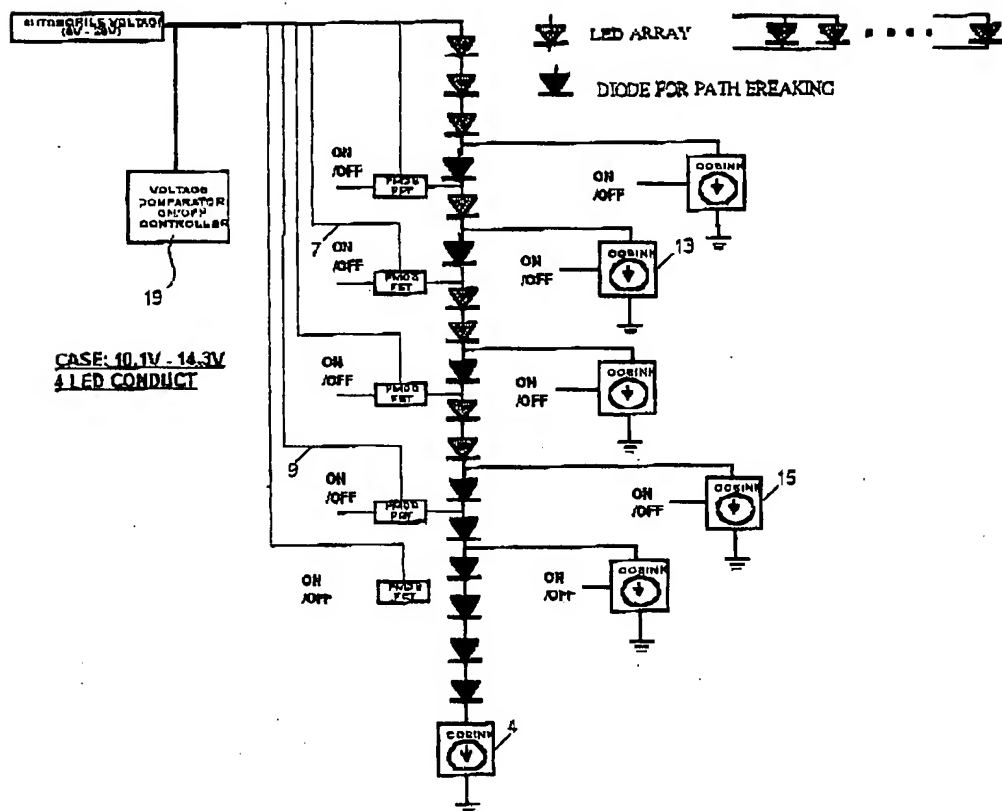 AUTOMOBILE VOLTAGE
LED ARRAY
DIODE FOR PATH BREAKING
VOLTAGE
COMPARATOR
ON/OFF
CONTROLLER
19
CASE: 10.1V - 14.3V
4 LED CONDUCT
ON
/OFF
PMOS
FET
7
ON
/OFF
PMOS
FET
ON
/OFF
PMOS
FET
9
ON
/OFF
PMOS
FET
ON
/OFF
PMOS
FET
ON
/OFF
CCSINK
ON
/OFF
CCSINK
13
ON
/OFF
CCSINK
ON
/OFF
CCSINK
15
ON
/OFF
CCSINK
CCSINK
4